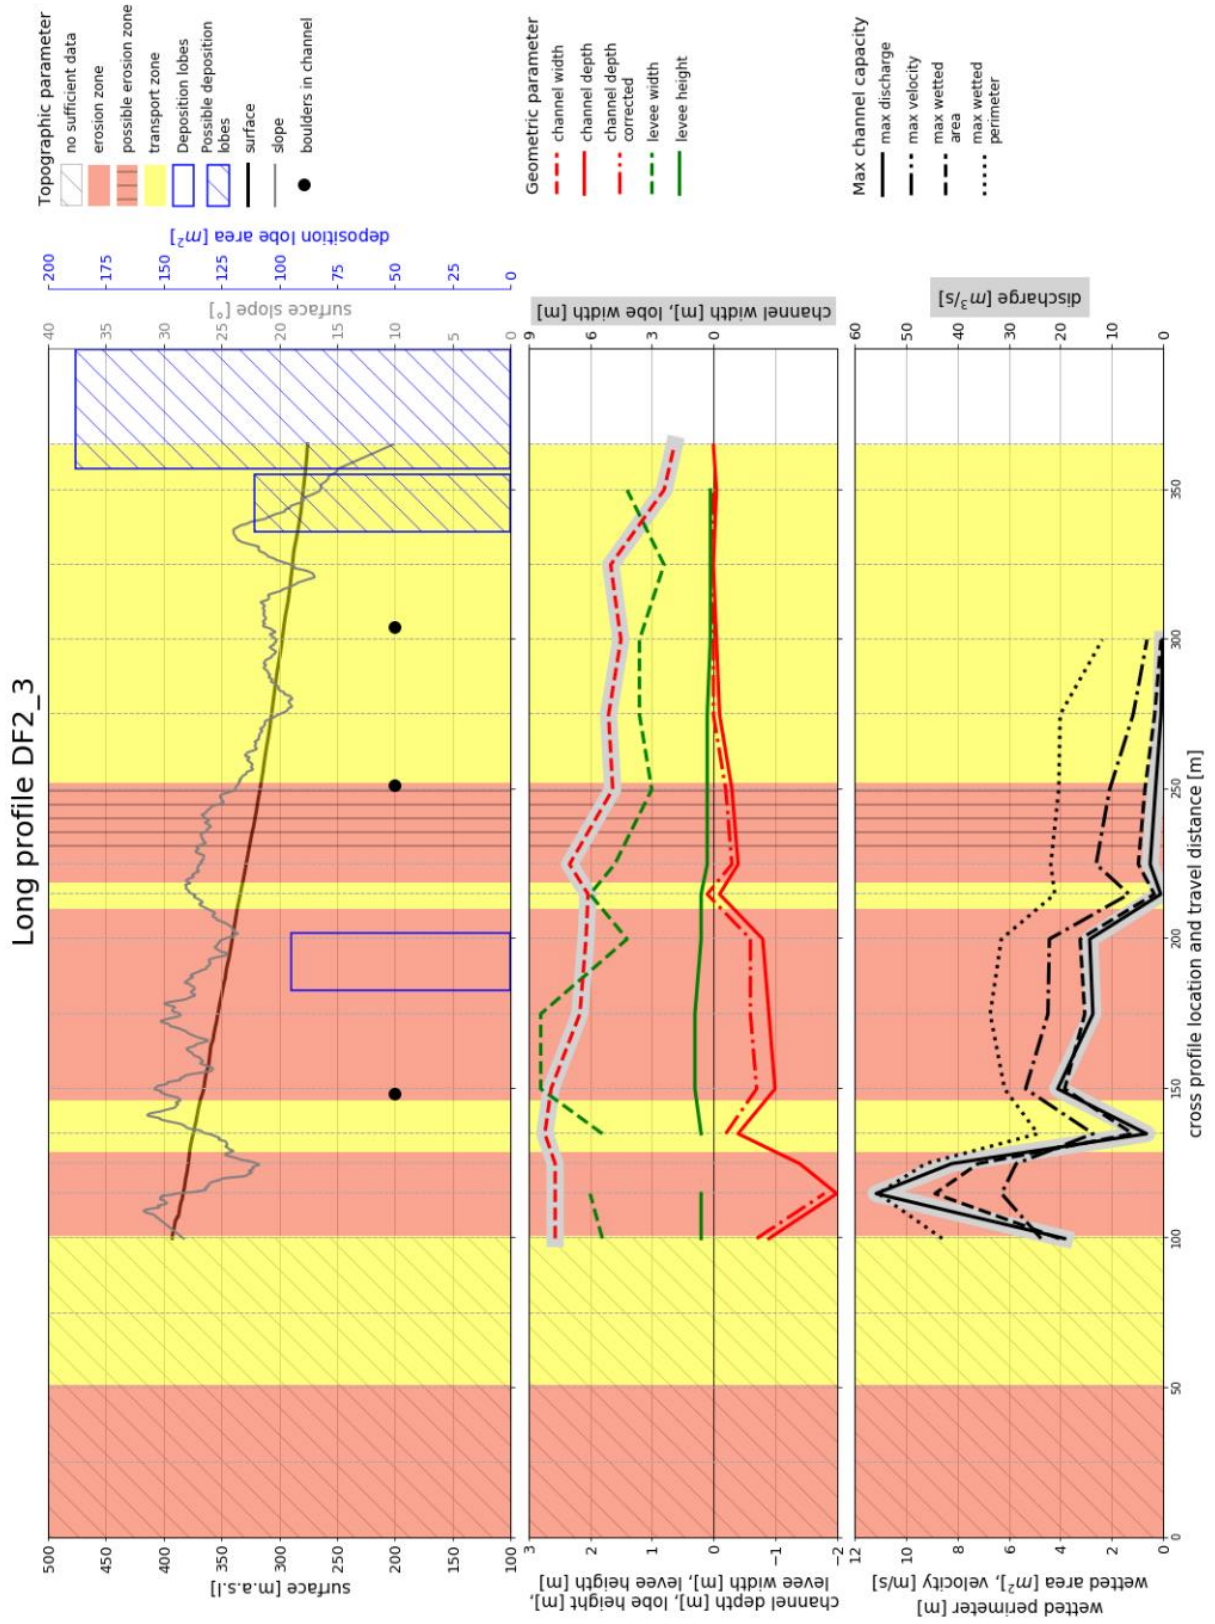 Long profile DF2_3
surface [m.a.s.l]
500
450
400
350
300
250
200
150
100
surface slope [°]
40
35
30
25
20
15
10
5
0
deposition lobe area [m²]
200
175
150
125
100
75
50
25
0
Topographic parameter
no sufficient data
erosion zone
possible erosion zone
transport zone
Deposition lobes
Possible deposition
lobes
surface
slope
boulders in channel
channel depth [m], lobe height [m],
levee width [m], levee heigth [m]
3
2
1
0
−1
−2
channel width [m], lobe width [m]
9
6
3
0
Geometric parameter
channel width
channel depth
channel depth
corrected
levee width
levee height
wetted perimeter [m]
wetted area [m²], velocity [m/s]
12
10
8
6
4
2
0
discharge [m³/s]
60
50
40
30
20
10
0
Max channel capacity
max discharge
max velocity
max wetted
area
max wetted
perimeter
0
50
100
150
200
250
300
350
cross profile location and travel distance [m]